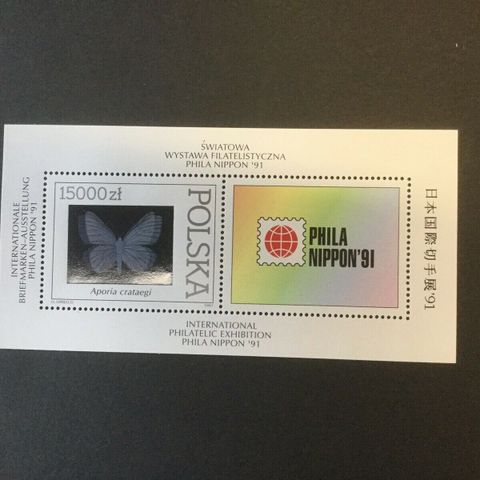 ŚWIATOWA
WYSTAWA FILATELISTYCZNA
PHILA NIPPON '91
INTERNATIONALE
BRIEFMARKEN-AUSSTELLUNG
PHILA NIPPON '91
15000 zł
POLSKA
Aporia crataegi
PHILA
NIPPON'91
日本国際切手展'91
INTERNATIONAL
PHILATELIC EXHIBITION
PHILA NIPPON '91